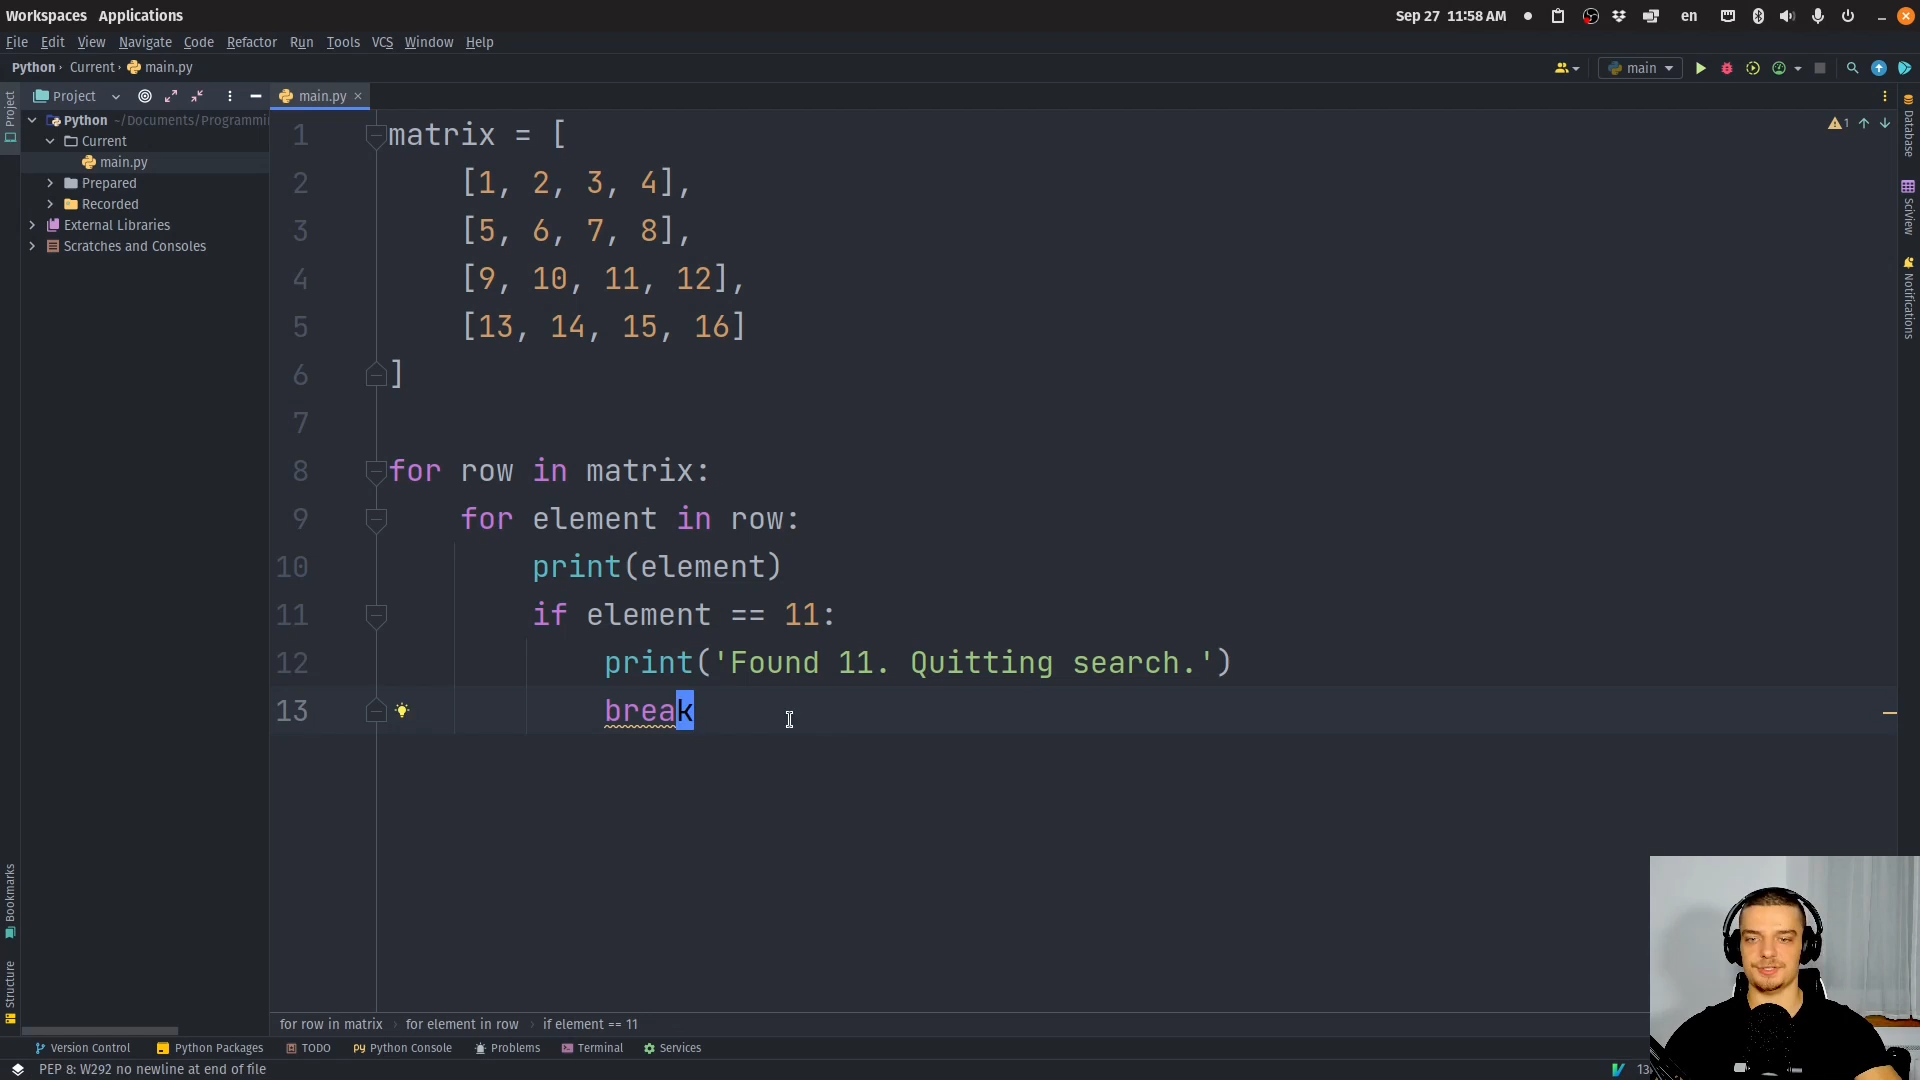 Workspaces Applications Sep 27 11:58 AM en
File Edit View Navigate Code Refactor Run Tools VCS Window Help
Python Current main.py main
Project main.py
Python ~/Documents/Programmi
Current
main.py
Prepared
Recorded
External Libraries
Scratches and Consoles
Project
Bookmarks
Structure
1 matrix = [
2 [1, 2, 3, 4],
3 [5, 6, 7, 8],
4 [9, 10, 11, 12],
5 [13, 14, 15, 16]
6 ]
7
8 for row in matrix:
9 for element in row:
10 print(element)
11 if element == 11:
12 print('Found 11. Quitting search.')
13 break
1
Database
SciView
Notifications
for row in matrix for element in row if element == 11
Version Control Python Packages TODO Python Console Problems Terminal Services
PEP 8: W292 no newline at end of file